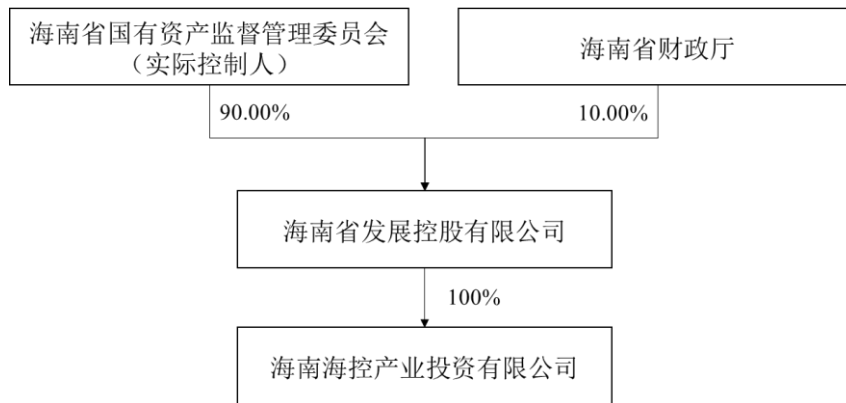 海南省国有资产监督管理委员会
（实际控制人）
海南省财政厅
90.00%
10.00%
海南省发展控股有限公司
100%
海南海控产业投资有限公司